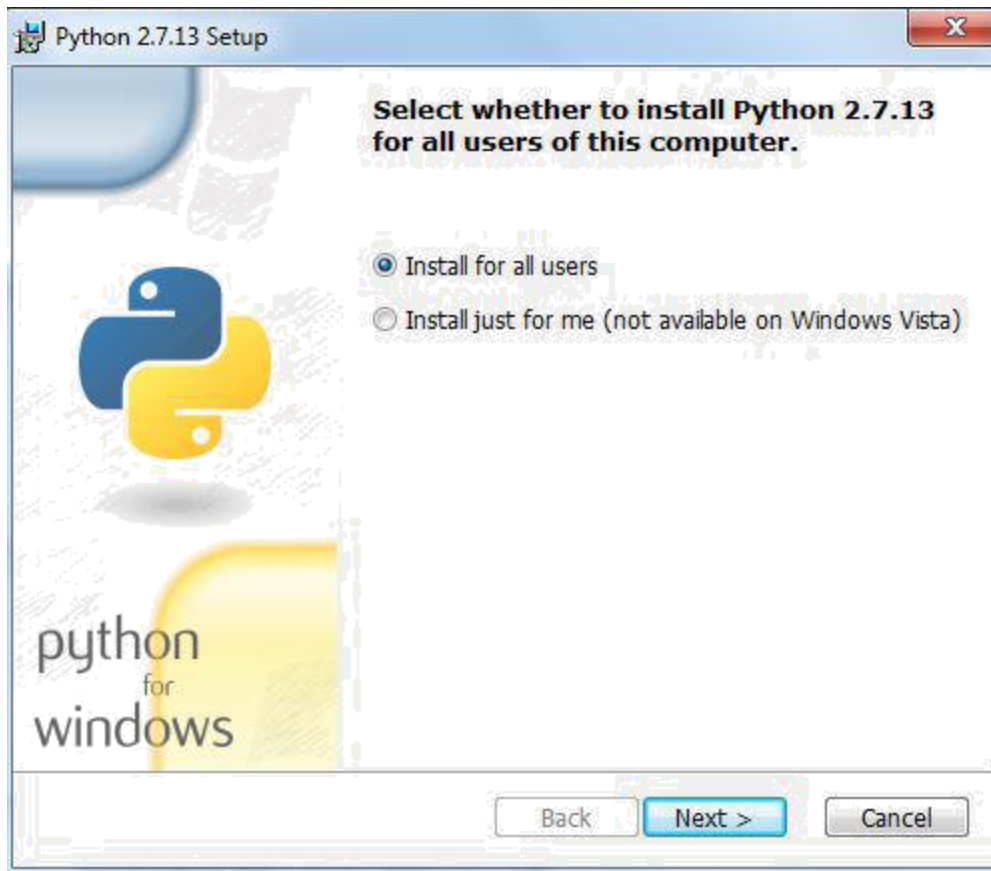 Python 2.7.13 Setup
Select whether to install Python 2.7.13
for all users of this computer.
Install for all users
Install just for me (not available on Windows Vista)
python
for
windows
Back
Next >
Cancel